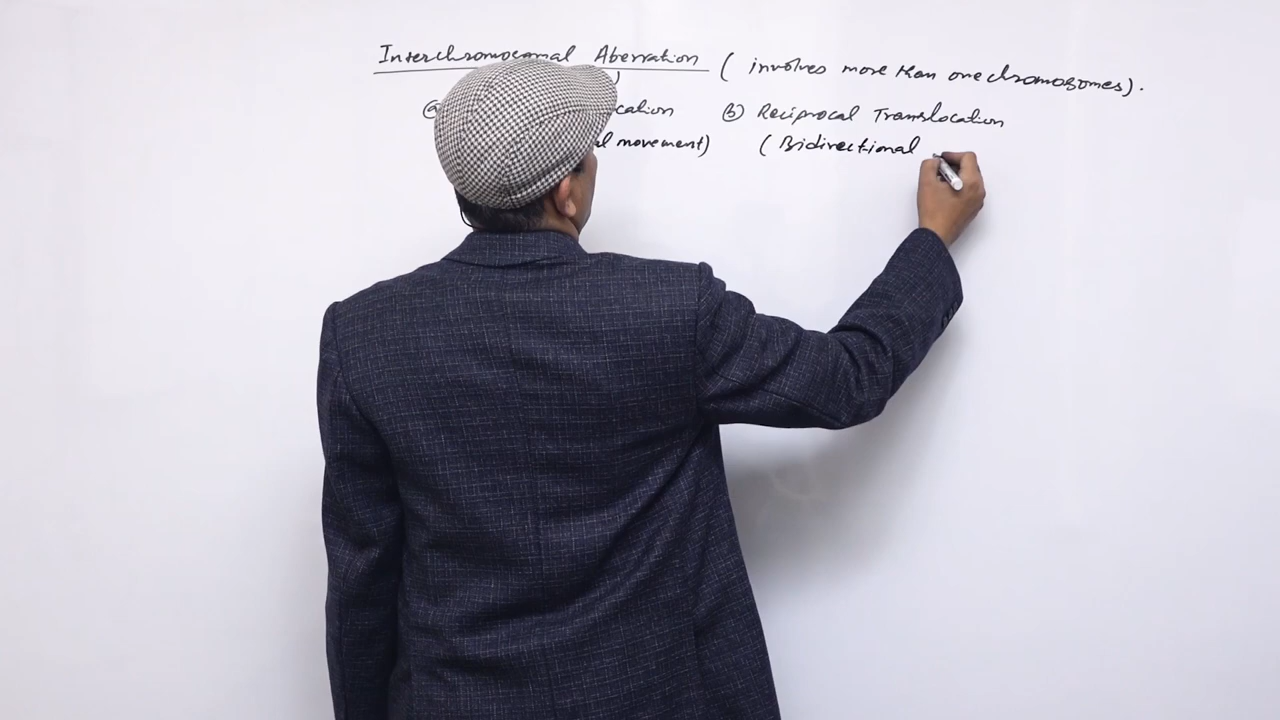 Interchromosomal Aberration ( involves more than one chromosomes).
ⓐ cation ⓑ Reciprocal Translocation
al movement) ( Bidirectional